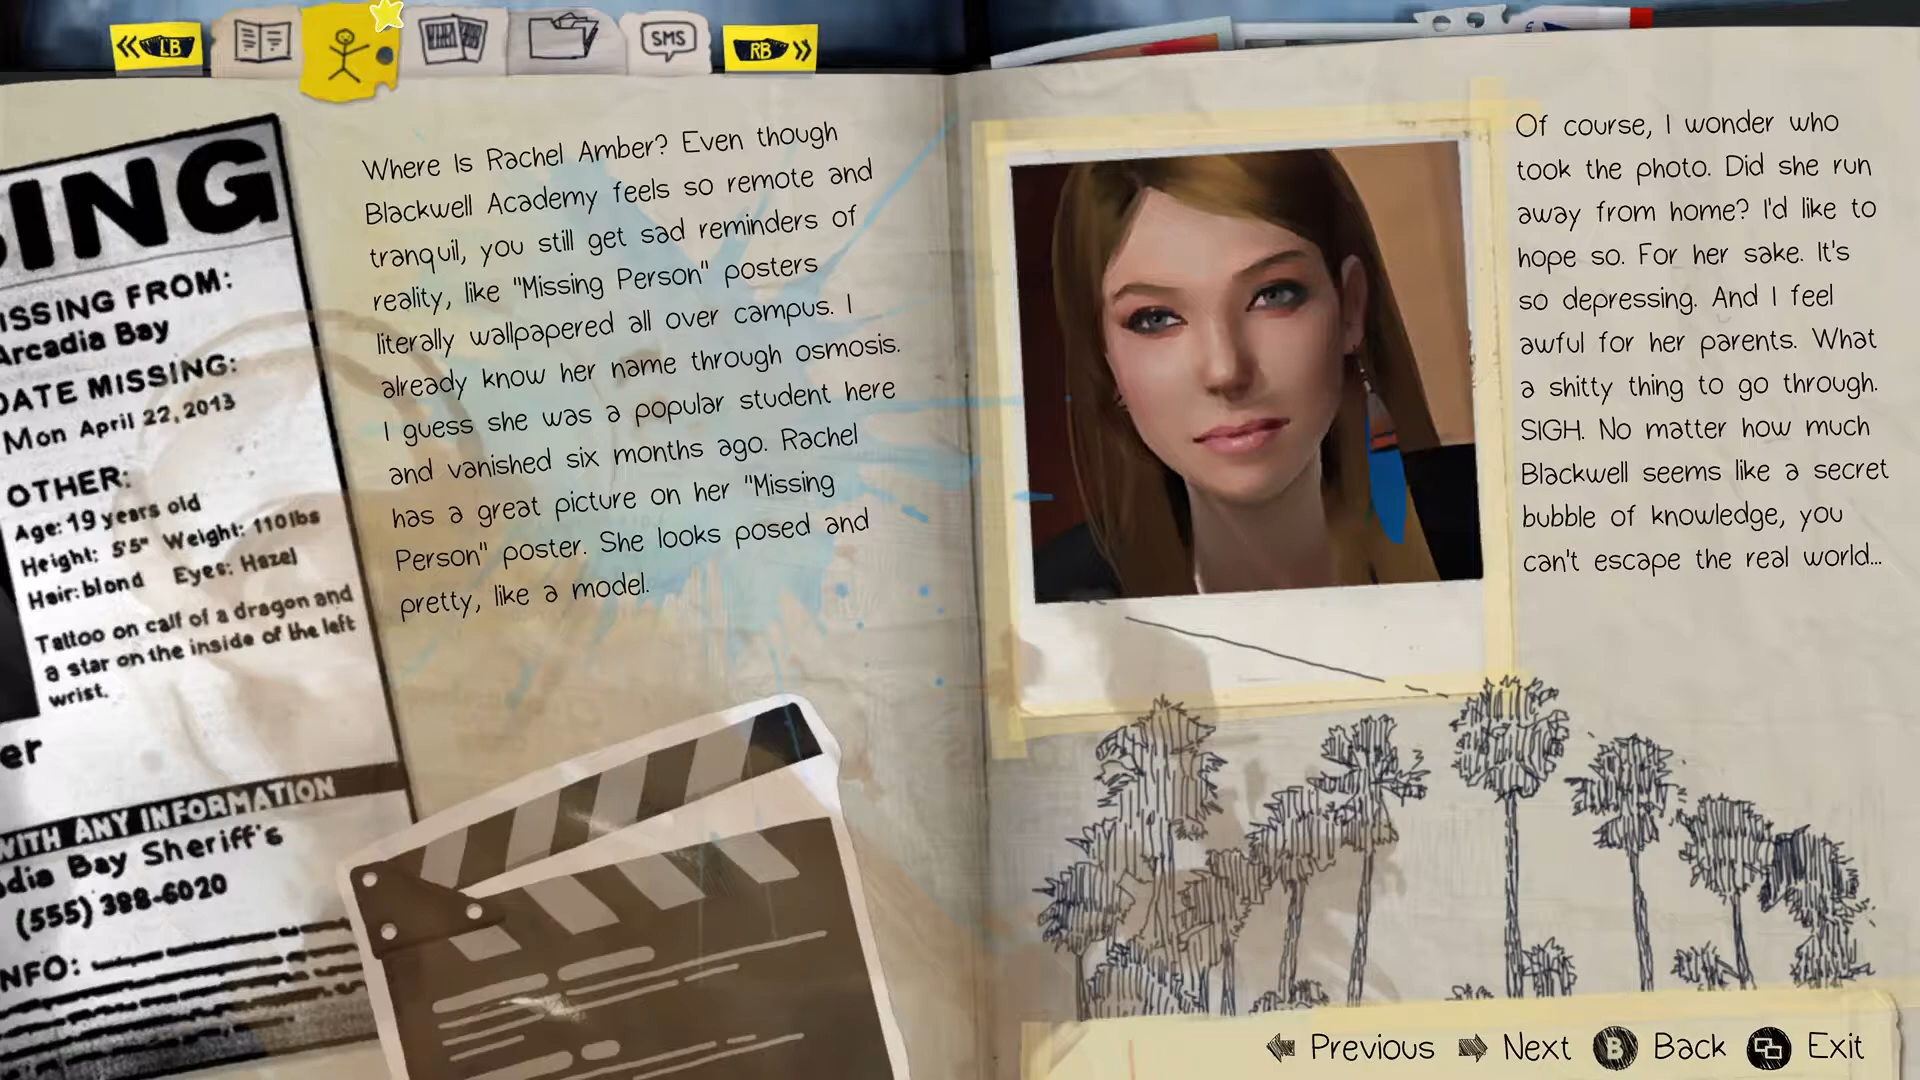 LB
SMS
RB
ING
ISSING FROM:
Arcadia Bay
DATE MISSING:
Mon April 22, 2013
OTHER:
Age: 19 years old
Height: 5'5" Weight: 110lbs
Hair: blond Eyes: Hazel
Tattoo on calf of a dragon and
a star on the inside of the left
wrist.
er
WITH ANY INFORMATION
dia Bay Sheriff's
(555) 388-6020
NFO:
Where Is Rachel Amber? Even though
Blackwell Academy feels so remote and
tranquil, you still get sad reminders of
reality, like "Missing Person" posters
literally wallpapered all over campus. I
already know her name through osmosis.
I guess she was a popular student here
and vanished six months ago. Rachel
has a great picture on her "Missing
Person" poster. She looks posed and
pretty, like a model.
Of course, I wonder who
took the photo. Did she run
away from home? I'd like to
hope so. For her sake. It's
so depressing. And I feel
awful for her parents. What
a shitty thing to go through.
SIGH. No matter how much
Blackwell seems like a secret
bubble of knowledge, you
can't escape the real world...
Previous Next B Back Exit